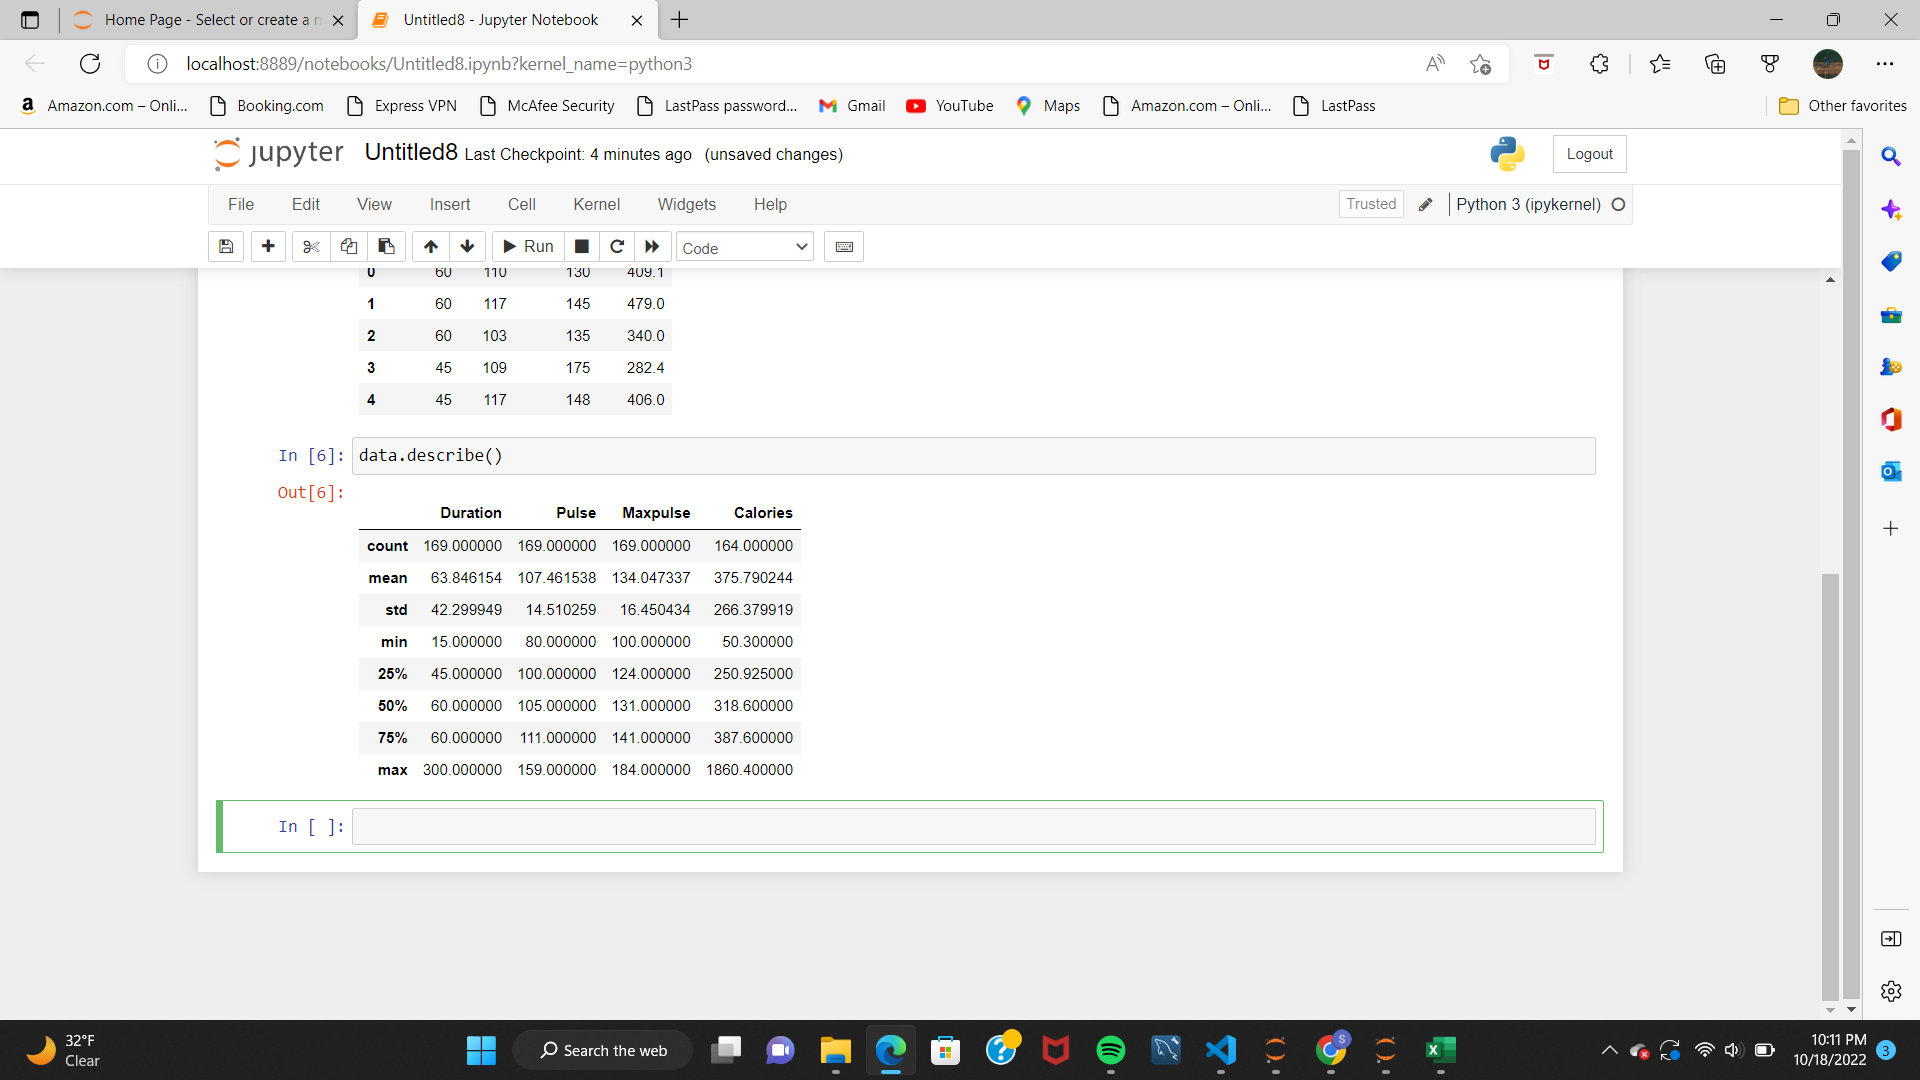 Home Page - Select or create a n
Untitled8 - Jupyter Notebook
localhost:8889/notebooks/Untitled8.ipynb?kernel_name=python3
Amazon.com – Onli...
Booking.com
Express VPN
McAfee Security
LastPass password...
Gmail
YouTube
Maps
Amazon.com – Onli...
LastPass
Other favorites
jupyter Untitled8 Last Checkpoint: 4 minutes ago (unsaved changes)
Logout
File Edit View Insert Cell Kernel Widgets Help
Trusted
Python 3 (ipykernel)
Run
Code
0 60 110 130 409.1
1 60 117 145 479.0
2 60 103 135 340.0
3 45 109 175 282.4
4 45 117 148 406.0
In [6]: data.describe()
Out[6]:
Duration Pulse Maxpulse Calories
count 169.000000 169.000000 169.000000 164.000000
mean 63.846154 107.461538 134.047337 375.790244
std 42.299949 14.510259 16.450434 266.379919
min 15.000000 80.000000 100.000000 50.300000
25% 45.000000 100.000000 124.000000 250.925000
50% 60.000000 105.000000 131.000000 318.600000
75% 60.000000 111.000000 141.000000 387.600000
max 300.000000 159.000000 184.000000 1860.400000
In [ ]:
32°F
Clear
Search the web
S
10:11 PM
10/18/2022
3